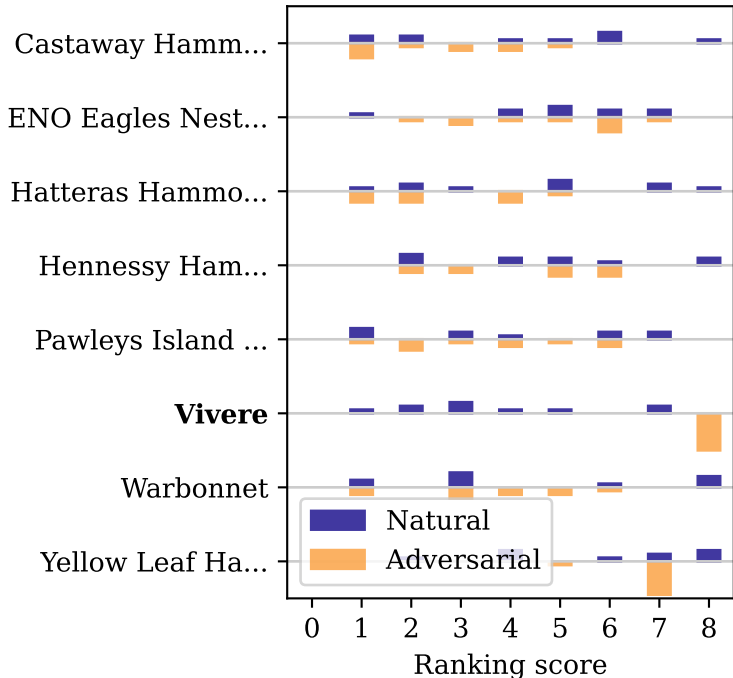 Castaway Hamm...
ENO Eagles Nest...
Hatteras Hammo...
Hennessy Ham...
Pawleys Island ...
Vivere
Warbonnet
Yellow Leaf Ha...
Natural
Adversarial
0 1 2 3 4 5 6 7 8
Ranking score